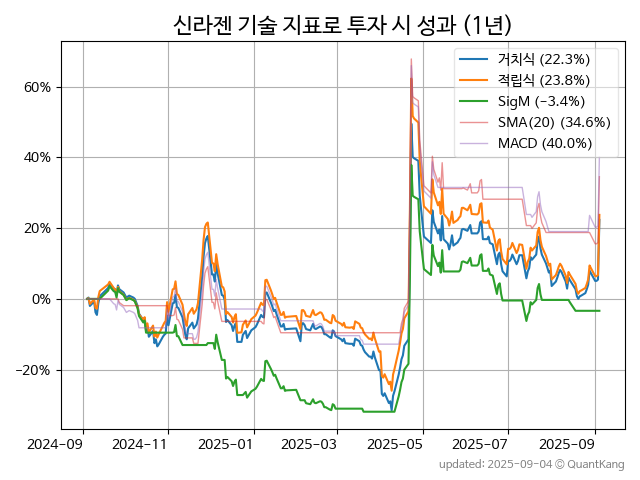 신라젠 기술 지표로 투자 시 성과 (1년)
거치식 (22.3%)
적립식 (23.8%)
SigM (−3.4%)
SMA(20) (34.6%)
MACD (40.0%)
60%
40%
20%
0%
−20%
2024-09
2024-11
2025-01
2025-03
2025-05
2025-07
2025-09
updated: 2025-09-04 © QuantKang